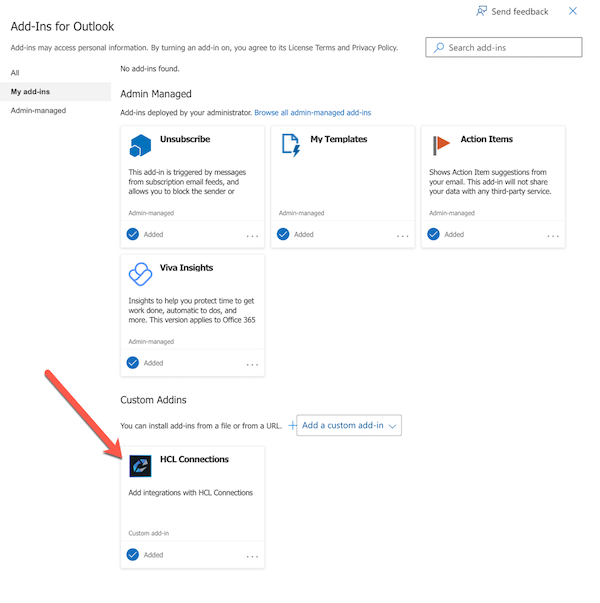 Send feedback
Add-Ins for Outlook
Add-ins may access personal information. By turning an add-in on, you agree to its License Terms and Privacy Policy.
Search add-ins
All
My add-ins
Admin-managed
No add-ins found.
Admin Managed
Add-ins deployed by your administrator. Browse all admin-managed add-ins
Unsubscribe
This add-in is triggered by messages
from subscription email feeds, and
allows you to block the sender or
Admin-managed
Added
...
My Templates
Admin-managed
Added
...
Action Items
Shows Action Item suggestions from
your email. This add-in will not share
your data with any third-party service.
Admin-managed
Added
...
Viva Insights
Insights to help you protect time to get
work done, automatic to dos, and
more. This version applies to Office 365
Admin-managed
Added
...
Custom Addins
You can install add-ins from a file or from a URL.
Add a custom add-in
HCL Connections
Add integrations with HCL Connections
Custom add-in
Added
...